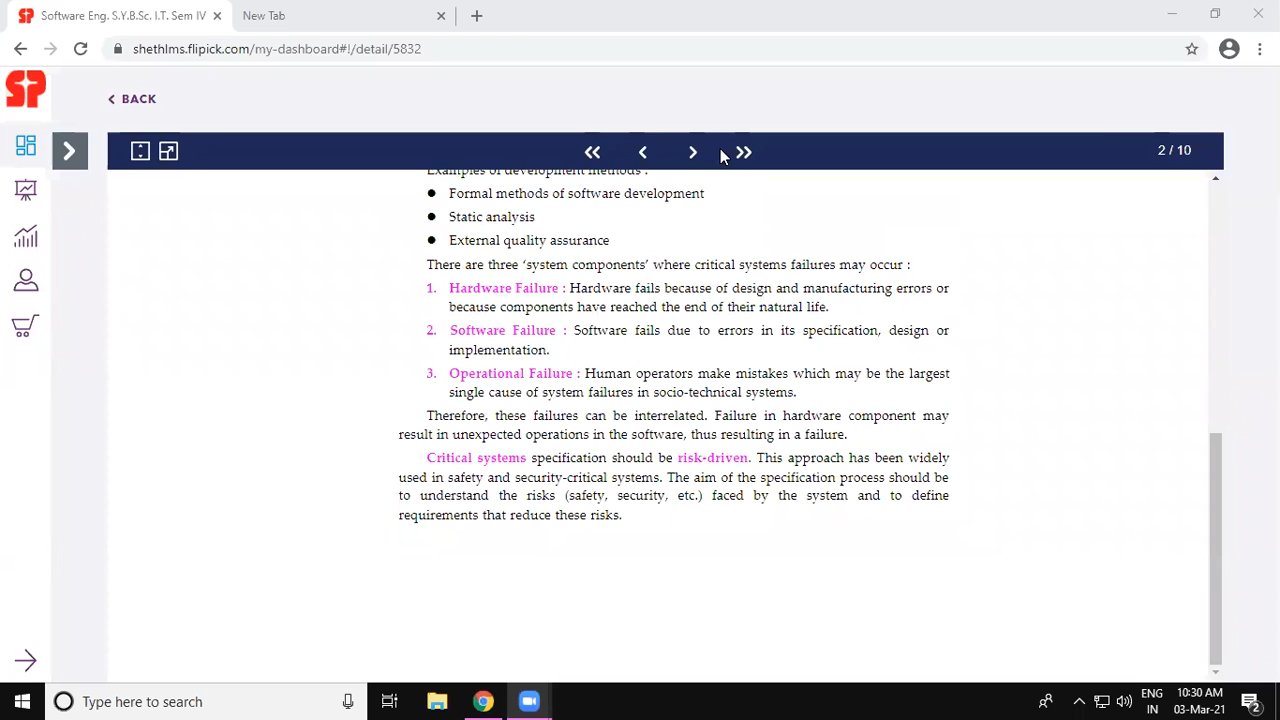 Software Eng. S.Y.B.Sc. I.T. Sem IV
New Tab
shethlms.flipick.com/my-dashboard#!/detail/5832
SP
BACK
2 / 10
Examples of development methods :
● Formal methods of software development
● Static analysis
● External quality assurance
There are three ‘system components’ where critical systems failures may occur :
1. Hardware Failure : Hardware fails because of design and manufacturing errors or
because components have reached the end of their natural life.
2. Software Failure : Software fails due to errors in its specification, design or
implementation.
3. Operational Failure : Human operators make mistakes which may be the largest
single cause of system failures in socio-technical systems.
Therefore, these failures can be interrelated. Failure in hardware component may
result in unexpected operations in the software, thus resulting in a failure.
Critical systems specification should be risk-driven. This approach has been widely
used in safety and security-critical systems. The aim of the specification process should be
to understand the risks (safety, security, etc.) faced by the system and to define
requirements that reduce these risks.
Type here to search
ENG
IN
10:30 AM
03-Mar-21
2